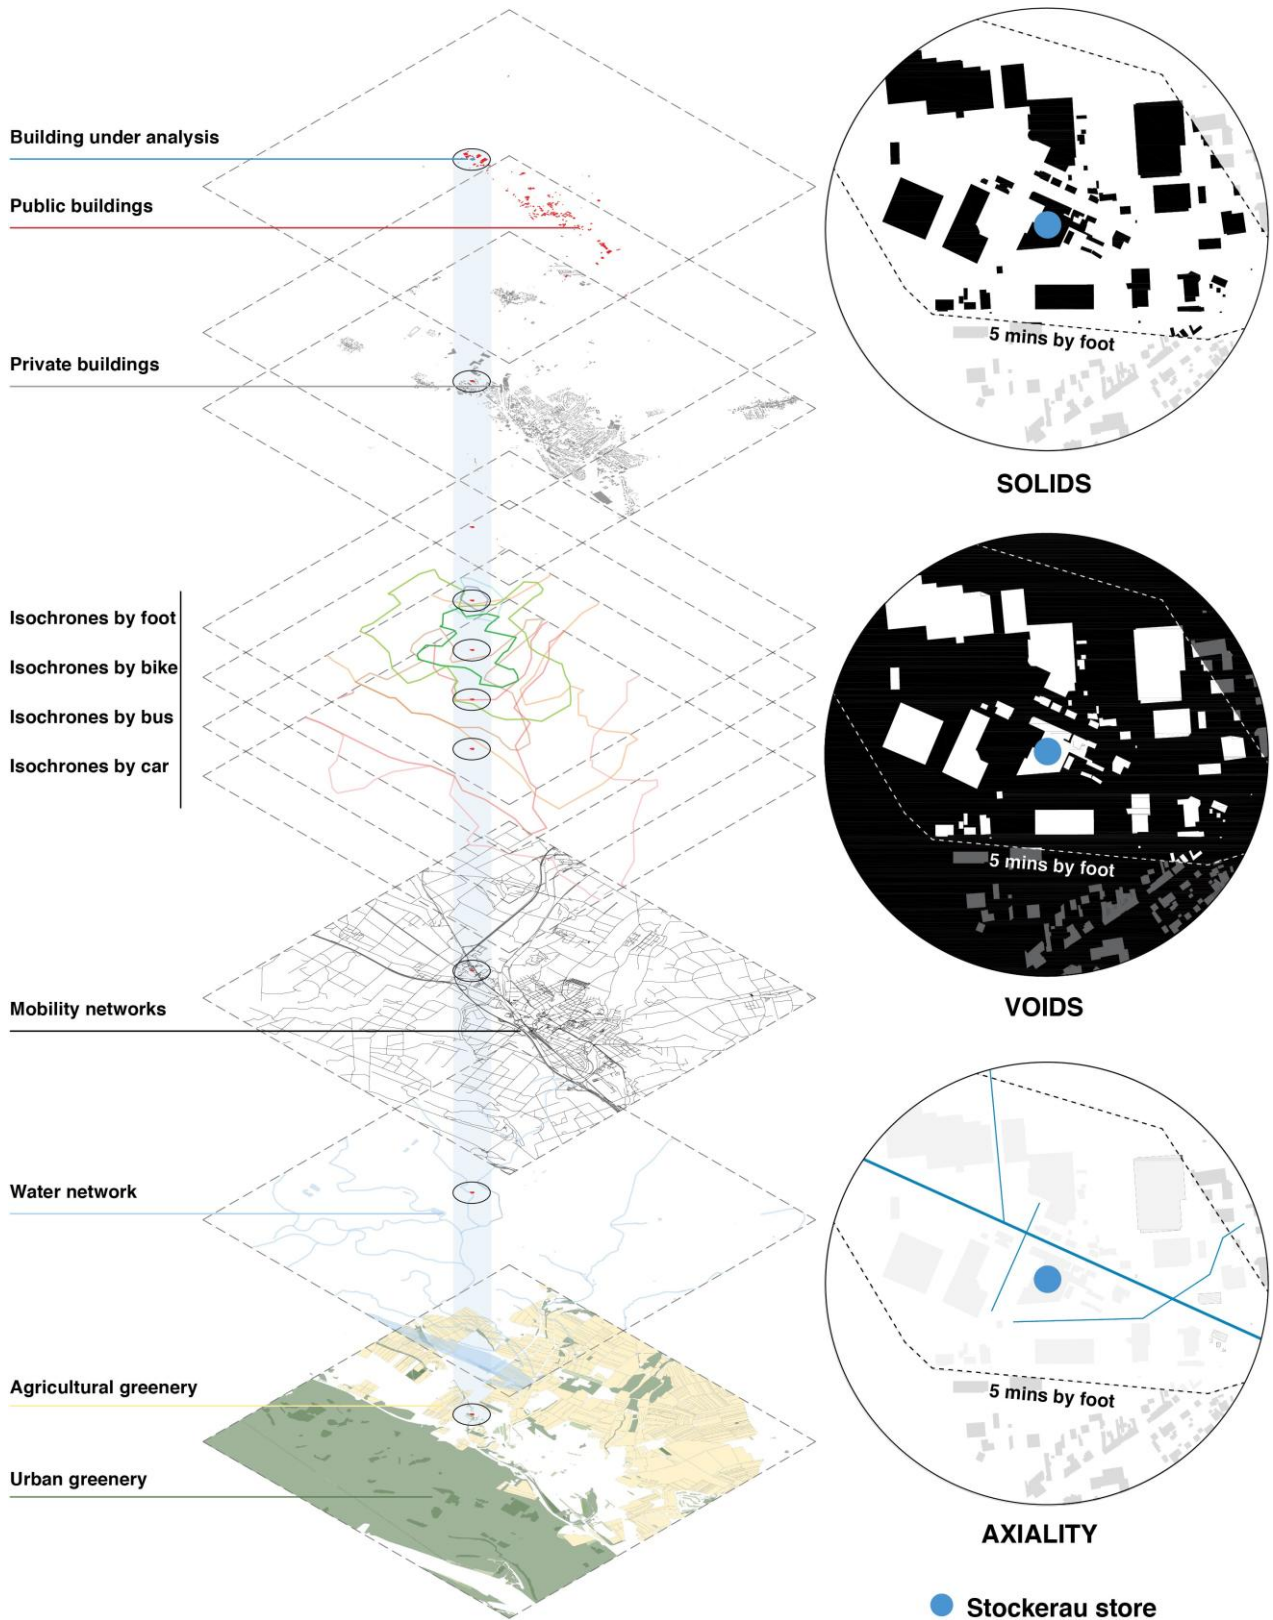 Building under analysis
Public buildings
Private buildings
Isochrones by foot
Isochrones by bike
Isochrones by bus
Isochrones by car
Mobility networks
Water network
Agricultural greenery
Urban greenery
5 mins by foot
SOLIDS
5 mins by foot
VOIDS
5 mins by foot
AXIALITY
Stockerau store